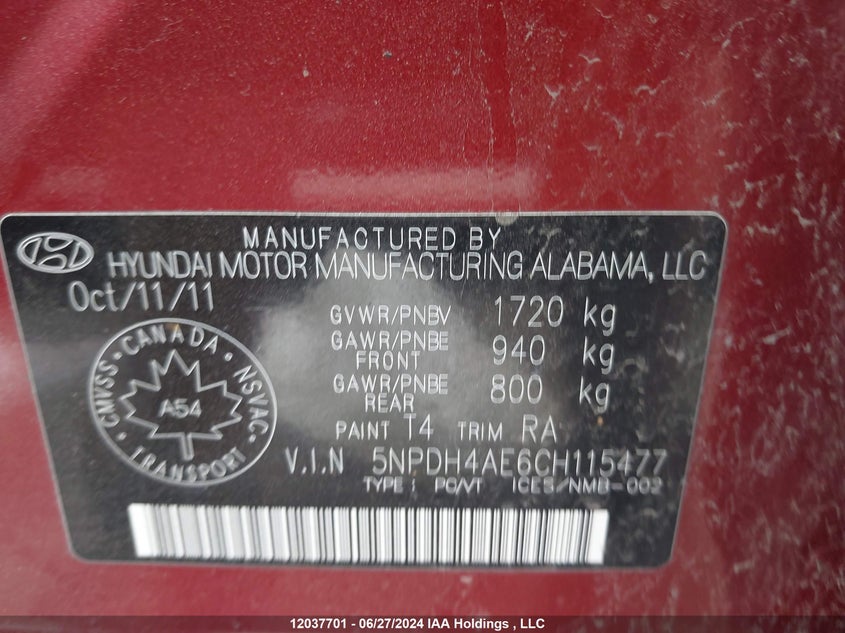 MANUFACTURED BY
HYUNDAI MOTOR MANUFACTURING ALABAMA, LLC
Oct/11/11
GVWR/PNBV 1720 kg
GAWR/PNBE FRONT 940 kg
GAWR/PNBE REAR 800 kg
PAINT T4 TRIM RA
CANADA
CMVSS • NSVAC
A54
TRANSPORT
V.I.N 5NPDH4AE6CH115477
TYPE : PC/VT ICES/NMB-002
12037701 - 06/27/2024 IAA Holdings , LLC